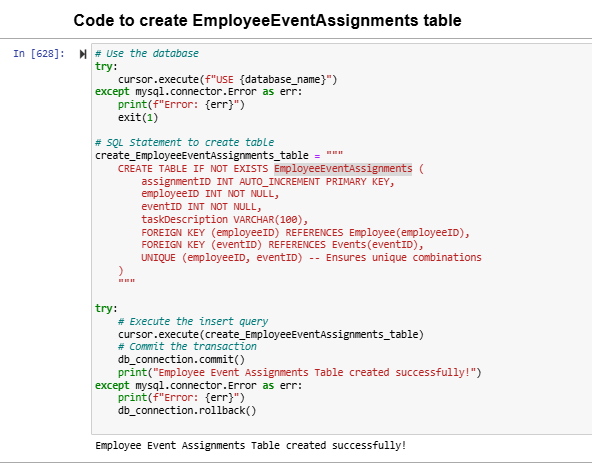 Code to create EmployeeEventAssignments table
In [628]:
# Use the database
try:
    cursor.execute(f"USE {database_name}")
except mysql.connector.Error as err:
    print(f"Error: {err}")
    exit(1)

# SQL Statement to create table
create_EmployeeEventAssignments_table = """
    CREATE TABLE IF NOT EXISTS EmployeeEventAssignments (
        assignmentID INT AUTO_INCREMENT PRIMARY KEY,
        employeeID INT NOT NULL,
        eventID INT NOT NULL,
        taskDescription VARCHAR(100),
        FOREIGN KEY (employeeID) REFERENCES Employee(employeeID),
        FOREIGN KEY (eventID) REFERENCES Events(eventID),
        UNIQUE (employeeID, eventID) -- Ensures unique combinations
    )
    """

try:
    # Execute the insert query
    cursor.execute(create_EmployeeEventAssignments_table)
    # Commit the transaction
    db_connection.commit()
    print("Employee Event Assignments Table created successfully!")
except mysql.connector.Error as err:
    print(f"Error: {err}")
    db_connection.rollback()

Employee Event Assignments Table created successfully!